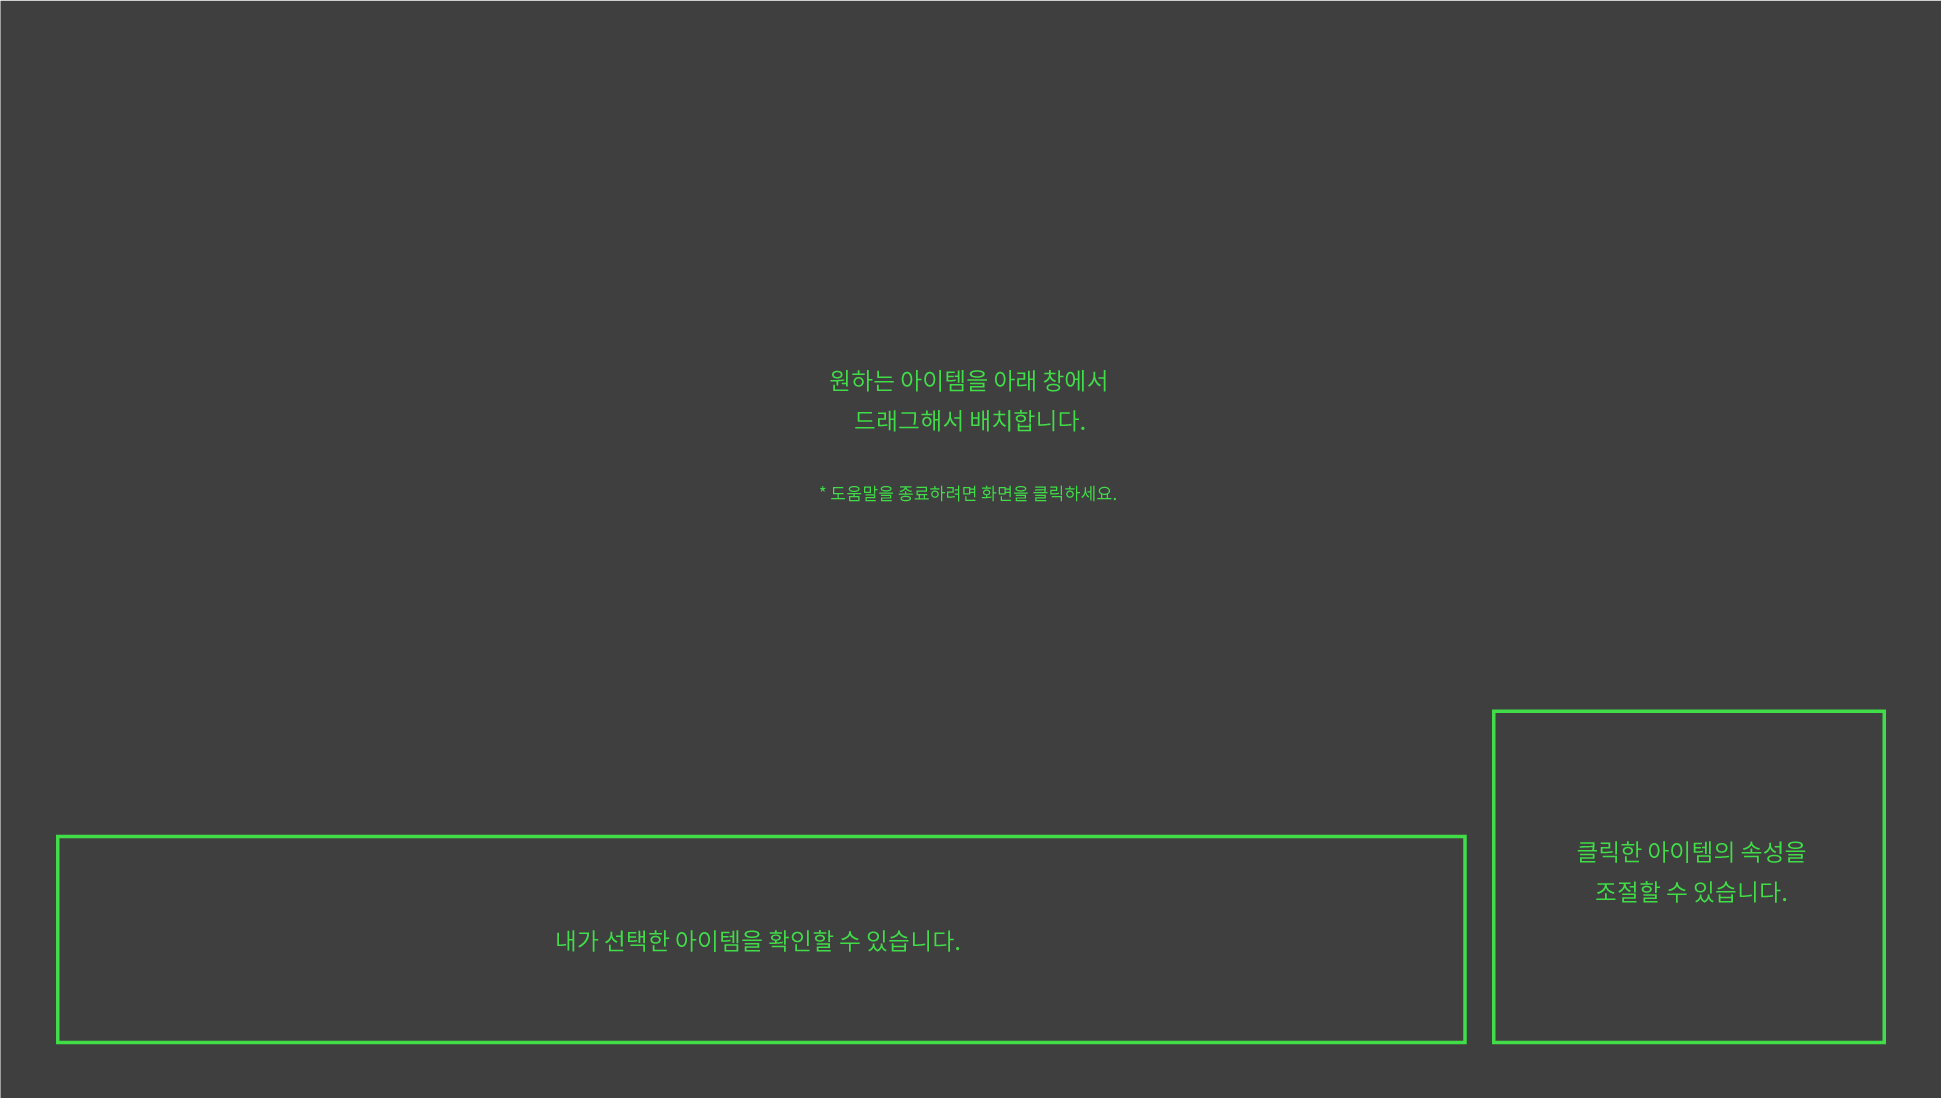 원하는 아이템을 아래 창에서
드래그해서 배치합니다.
* 도움말을 종료하려면 화면을 클릭하세요.
클릭한 아이템의 속성을
조절할 수 있습니다.
내가 선택한 아이템을 확인할 수 있습니다.